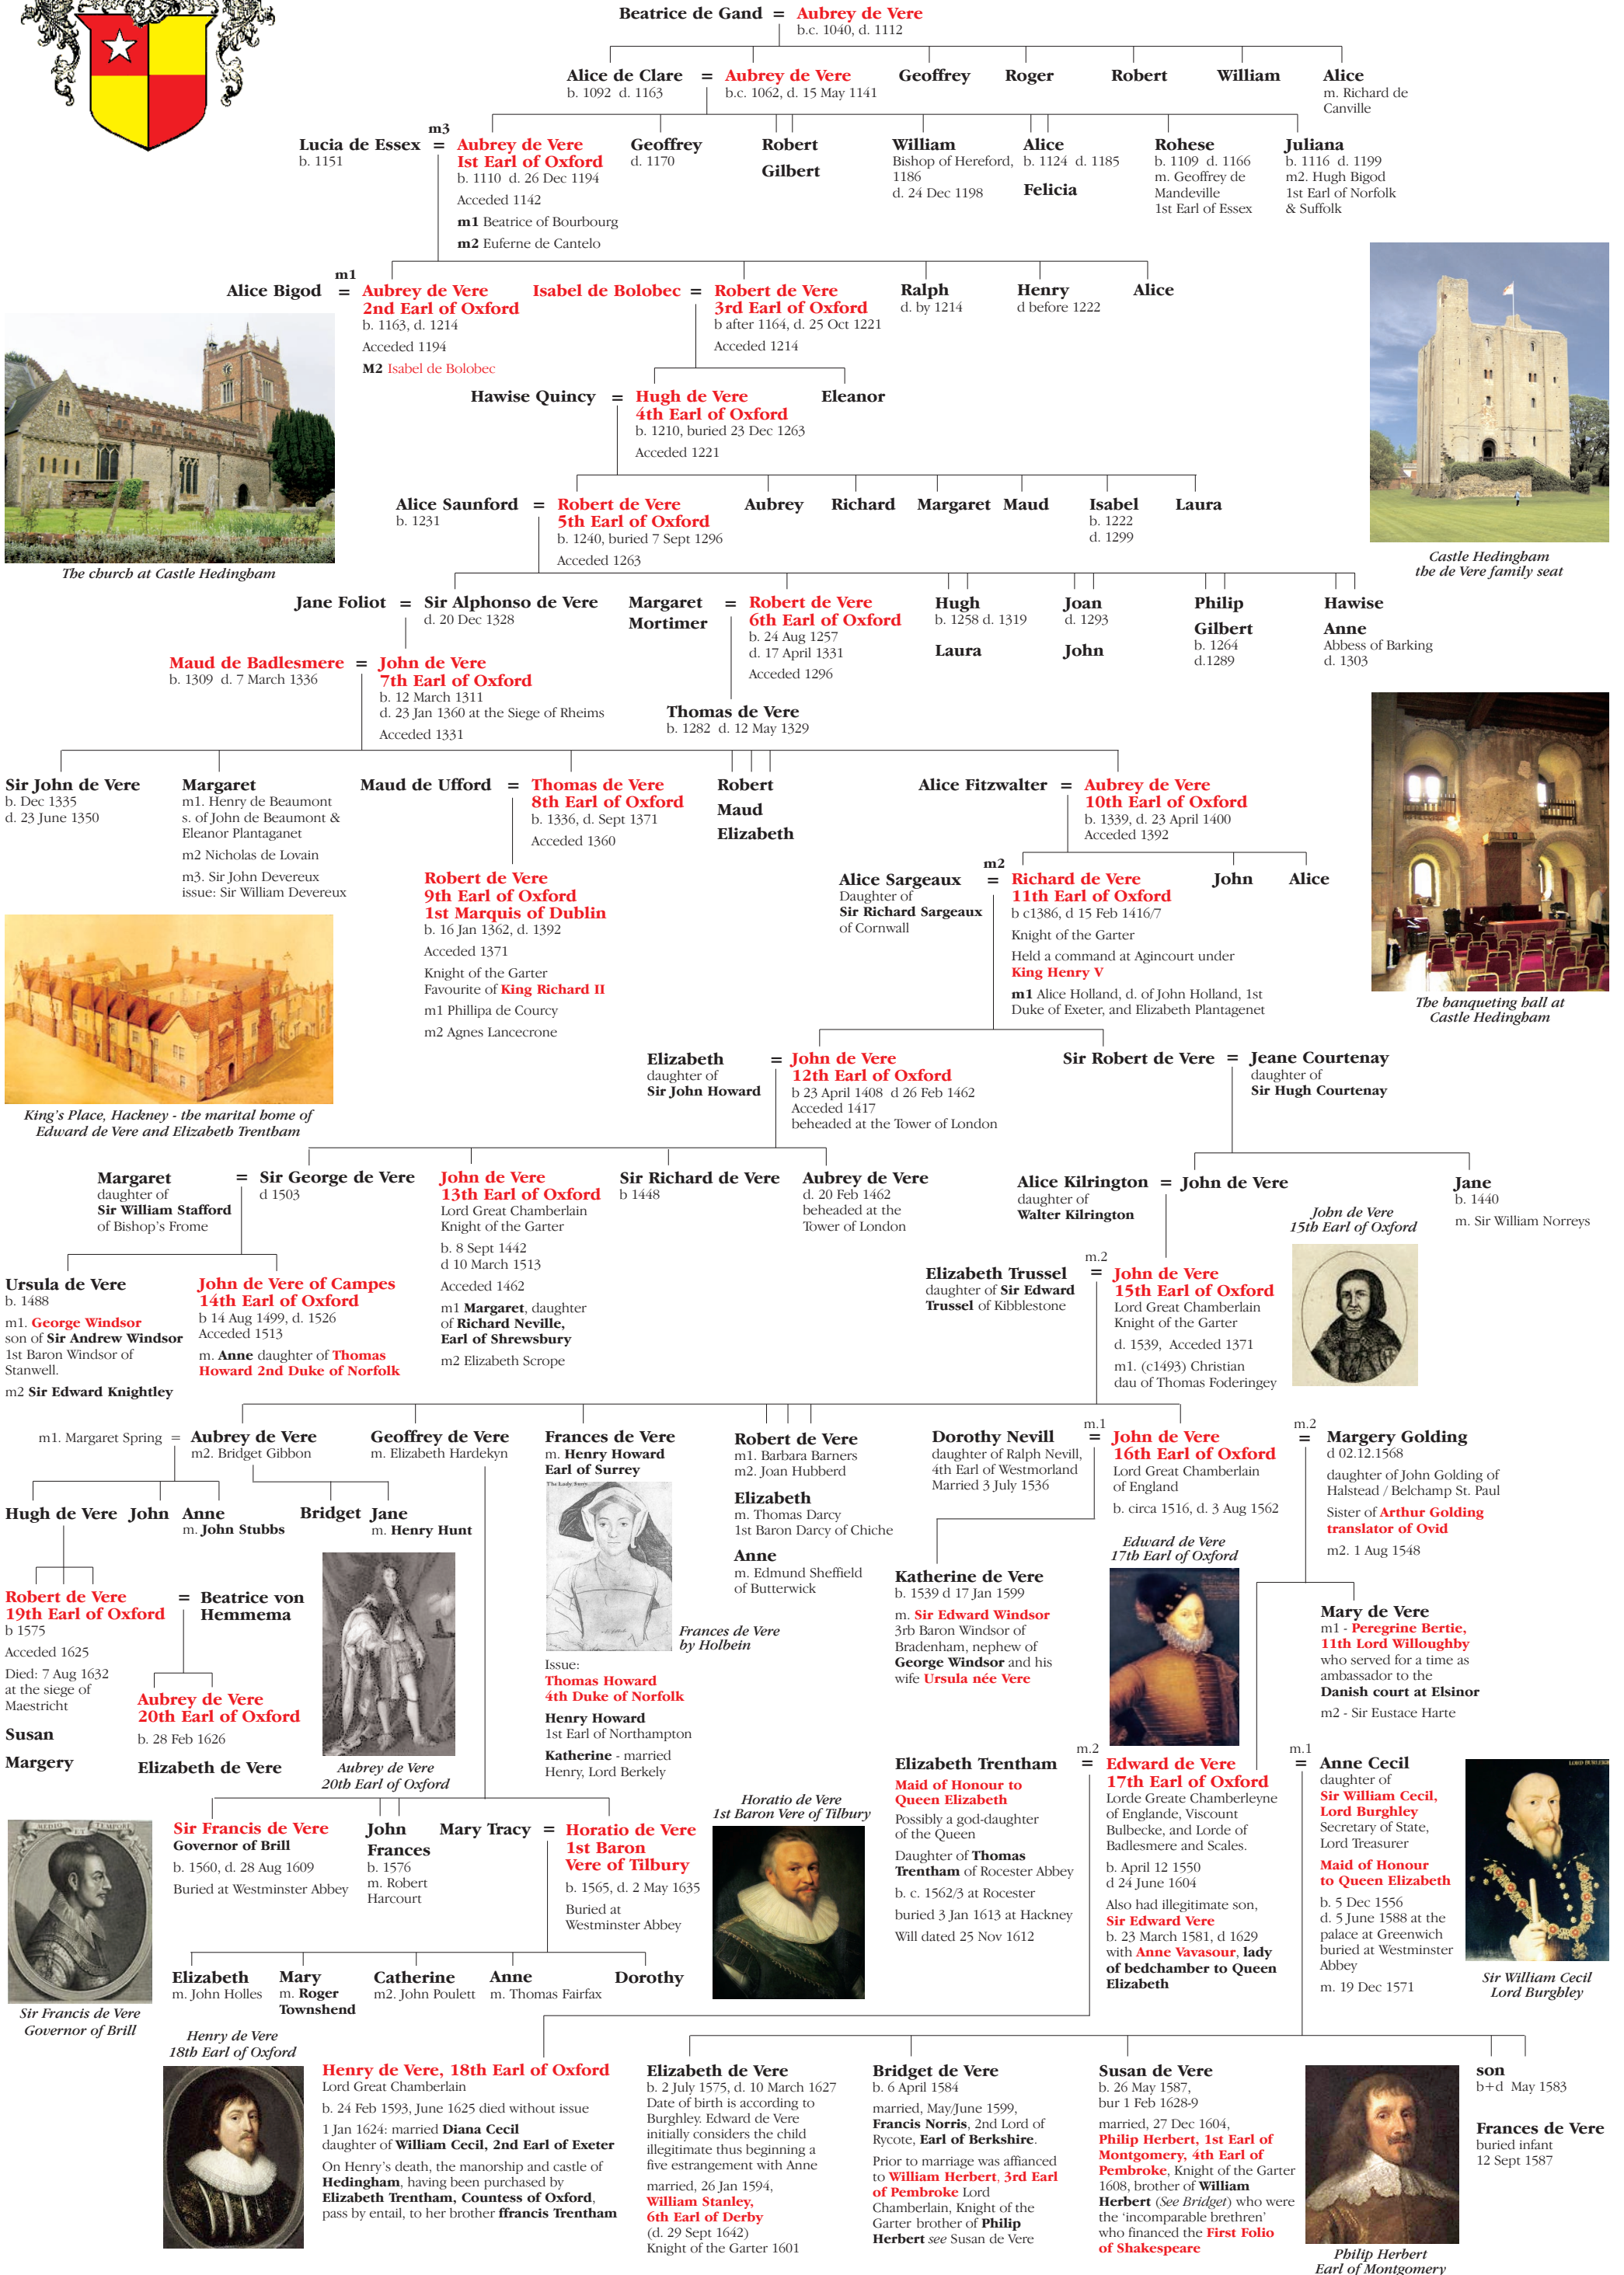 Beatrice de Gand = Aubrey de Vere
b.c. 1040, d. 1112
Alice de Clare = Aubrey de Vere
b. 1092 d. 1163
b.c. 1062, d. 15 May 1141
Geoffrey
Roger
Robert
William
Alice
m. Richard de
Canville
Lucia de Essex
b. 1151
m3
=
Aubrey de Vere
Ist Earl of Oxford
b. 1110 d. 26 Dec 1194
Acceded 1142
m1 Beatrice of Bourbourg
m2 Euferne de Cantelo
Geoffrey
d. 1170
Robert
Gilbert
William
Bishop of Hereford,
1186
d. 24 Dec 1198
Alice
b. 1124 d. 1185
Felicia
Rohese
b. 1109 d. 1166
m. Geoffrey de
Mandeville
1st Earl of Essex
Juliana
b. 1116 d. 1199
m2. Hugh Bigod
1st Earl of Norfolk
& Suffolk
Alice Bigod
m1
=
Aubrey de Vere
2nd Earl of Oxford
b. 1163, d. 1214
Acceded 1194
M2 Isabel de Bolobec
Isabel de Bolobec =
Robert de Vere
3rd Earl of Oxford
b after 1164, d. 25 Oct 1221
Acceded 1214
Ralph
d. by 1214
Henry
d before 1222
Alice
The church at Castle Hedingham
Hawise Quincy =
Hugh de Vere
4th Earl of Oxford
b. 1210, buried 23 Dec 1263
Acceded 1221
Eleanor
Castle Hedingham
the de Vere family seat
Alice Saunford =
b. 1231
Robert de Vere
5th Earl of Oxford
b. 1240, buried 7 Sept 1296
Acceded 1263
Aubrey
Richard
Margaret
Maud
Isabel
b. 1222
d. 1299
Laura
Jane Foliot = Sir Alphonso de Vere
d. 20 Dec 1328
Margaret
Mortimer
=
Robert de Vere
6th Earl of Oxford
b. 24 Aug 1257
d. 17 April 1331
Acceded 1296
Hugh
b. 1258 d. 1319
Laura
Joan
d. 1293
John
Philip
Gilbert
b. 1264
d.1289
Hawise
Anne
Abbess of Barking
d. 1303
Maud de Badlesmere =
b. 1309 d. 7 March 1336
John de Vere
7th Earl of Oxford
b. 12 March 1311
d. 23 Jan 1360 at the Siege of Rheims
Acceded 1331
Thomas de Vere
b. 1282 d. 12 May 1329
Sir John de Vere
b. Dec 1335
d. 23 June 1350
Margaret
m1. Henry de Beaumont
s. of John de Beaumont &
Eleanor Plantaganet
m2 Nicholas de Lovain
m3. Sir John Devereux
issue: Sir William Devereux
Maud de Ufford =
Thomas de Vere
8th Earl of Oxford
b. 1336, d. Sept 1371
Acceded 1360
Robert
Maud
Elizabeth
Alice Fitzwalter =
Aubrey de Vere
10th Earl of Oxford
b. 1339, d. 23 April 1400
Acceded 1392
Robert de Vere
9th Earl of Oxford
1st Marquis of Dublin
b. 16 Jan 1362, d. 1392
Acceded 1371
Knight of the Garter
Favourite of King Richard II
m1 Phillipa de Courcy
m2 Agnes Lancecrone
Alice Sargeaux
Daughter of
Sir Richard Sargeaux
of Cornwall
m2
=
Richard de Vere
11th Earl of Oxford
b c1386, d 15 Feb 1416/7
Knight of the Garter
Held a command at Agincourt under
King Henry V
m1 Alice Holland, d. of John Holland, 1st
Duke of Exeter, and Elizabeth Plantagenet
John
Alice
The banqueting hall at
Castle Hedingham
King's Place, Hackney - the marital home of
Edward de Vere and Elizabeth Trentham
Elizabeth
daughter of
Sir John Howard
=
John de Vere
12th Earl of Oxford
b 23 April 1408 d 26 Feb 1462
Acceded 1417
beheaded at the Tower of London
Sir Robert de Vere =
Jeane Courtenay
daughter of
Sir Hugh Courtenay
Margaret
daughter of
Sir William Stafford
of Bishop's Frome
=
Sir George de Vere
d 1503
John de Vere
13th Earl of Oxford
Lord Great Chamberlain
Knight of the Garter
b. 8 Sept 1442
d 10 March 1513
Acceded 1462
m1 Margaret, daughter
of Richard Neville,
Earl of Shrewsbury
m2 Elizabeth Scrope
Sir Richard de Vere
b 1448
Aubrey de Vere
d. 20 Feb 1462
beheaded at the
Tower of London
Alice Kilrington =
daughter of
Walter Kilrington
John de Vere
Jane
b. 1440
m. Sir William Norreys
John de Vere
15th Earl of Oxford
Ursula de Vere
b. 1488
m1. George Windsor
son of Sir Andrew Windsor
1st Baron Windsor of
Stanwell.
m2 Sir Edward Knightley
John de Vere of Campes
14th Earl of Oxford
b 14 Aug 1499, d. 1526
Acceded 1513
m. Anne daughter of Thomas
Howard 2nd Duke of Norfolk
Elizabeth Trussel
daughter of Sir Edward
Trussel of Kibblestone
m.2
=
John de Vere
15th Earl of Oxford
Lord Great Chamberlain
Knight of the Garter
d. 1539, Acceded 1371
m1. (c1493) Christian
dau of Thomas Foderingey
m1. Margaret Spring =
Aubrey de Vere
m2. Bridget Gibbon
Geoffrey de Vere
m. Elizabeth Hardekyn
Frances de Vere
m. Henry Howard
Earl of Surrey
Robert de Vere
m1. Barbara Barners
m2. Joan Hubberd
Elizabeth
m. Thomas Darcy
1st Baron Darcy of Chiche
Anne
m. Edmund Sheffield
of Butterwick
Dorothy Nevill
daughter of Ralph Nevill,
4th Earl of Westmorland
Married 3 July 1536
m.1
=
John de Vere
16th Earl of Oxford
Lord Great Chamberlain
of England
b. circa 1516, d. 3 Aug 1562
m.2
=
Margery Golding
d 02.12.1568
daughter of John Golding of
Halstead / Belchamp St. Paul
Sister of Arthur Golding
translator of Ovid
m2. 1 Aug 1548
Hugh de Vere
John
Anne
m. John Stubbs
Bridget
Jane
m. Henry Hunt
Edward de Vere
17th Earl of Oxford
Robert de Vere
19th Earl of Oxford
b 1575
Acceded 1625
Died: 7 Aug 1632
at the siege of
Maestricht
Susan
Margery
=
Beatrice von
Hemmema
Aubrey de Vere
20th Earl of Oxford
b. 28 Feb 1626
Elizabeth de Vere
Aubrey de Vere
20th Earl of Oxford
Frances de Vere
by Holbein
Issue:
Thomas Howard
4th Duke of Norfolk
Henry Howard
1st Earl of Northampton
Katherine - married
Henry, Lord Berkely
Katherine de Vere
b. 1539 d 17 Jan 1599
m. Sir Edward Windsor
3rb Baron Windsor of
Bradenham, nephew of
George Windsor and his
wife Ursula née Vere
Mary de Vere
m1 - Peregrine Bertie,
11th Lord Willoughby
who served for a time as
ambassador to the
Danish court at Elsinor
m2 - Sir Eustace Harte
Elizabeth Trentham
Maid of Honour to
Queen Elizabeth
Possibly a god-daughter
of the Queen
Daughter of Thomas
Trentham of Rocester Abbey
b. c. 1562/3 at Rocester
buried 3 Jan 1613 at Hackney
Will dated 25 Nov 1612
m.2
=
Edward de Vere
17th Earl of Oxford
Lorde Greate Chamberleyne
of Englande, Viscount
Bulbecke, and Lorde of
Badlesmere and Scales.
b. April 12 1550
d 24 June 1604
Also had illegitimate son,
Sir Edward Vere
b. 23 March 1581, d 1629
with Anne Vavasour, lady
of bedchamber to Queen
Elizabeth
m.1
=
Anne Cecil
daughter of
Sir William Cecil,
Lord Burghley
Secretary of State,
Lord Treasurer
Maid of Honour
to Queen Elizabeth
b. 5 Dec 1556
d. 5 June 1588 at the
palace at Greenwich
buried at Westminster
Abbey
m. 19 Dec 1571
Sir William Cecil
Lord Burghley
Sir Francis de Vere
Governor of Brill
b. 1560, d. 28 Aug 1609
Buried at Westminster Abbey
John
Frances
b. 1576
m. Robert
Harcourt
Mary Tracy =
Horatio de Vere
1st Baron
Vere of Tilbury
b. 1565, d. 2 May 1635
Buried at
Westminster Abbey
Horatio de Vere
1st Baron Vere of Tilbury
Sir Francis de Vere
Governor of Brill
Elizabeth
m. John Holles
Mary
m. Roger
Townshend
Catherine
m2. John Poulett
Anne
m. Thomas Fairfax
Dorothy
Henry de Vere
18th Earl of Oxford
Henry de Vere, 18th Earl of Oxford
Lord Great Chamberlain
b. 24 Feb 1593, June 1625 died without issue
1 Jan 1624: married Diana Cecil
daughter of William Cecil, 2nd Earl of Exeter
On Henry's death, the manorship and castle of
Hedingham, having been purchased by
Elizabeth Trentham, Countess of Oxford,
pass by entail, to her brother ffrancis Trentham
Elizabeth de Vere
b. 2 July 1575, d. 10 March 1627
Date of birth is according to
Burghley. Edward de Vere
initially considers the child
illegitimate thus beginning a
five estrangement with Anne
married, 26 Jan 1594,
William Stanley,
6th Earl of Derby
(d. 29 Sept 1642)
Knight of the Garter 1601
Bridget de Vere
b. 6 April 1584
married, May/June 1599,
Francis Norris, 2nd Lord of
Rycote, Earl of Berkshire.
Prior to marriage was affianced
to William Herbert, 3rd Earl
of Pembroke Lord
Chamberlain, Knight of the
Garter brother of Philip
Herbert see Susan de Vere
Susan de Vere
b. 26 May 1587,
bur 1 Feb 1628-9
married, 27 Dec 1604,
Philip Herbert, 1st Earl of
Montgomery, 4th Earl of
Pembroke, Knight of the Garter
1608, brother of William
Herbert (See Bridget) who were
the 'incomparable brethren'
who financed the First Folio
of Shakespeare
Philip Herbert
Earl of Montgomery
son
b+d May 1583
Frances de Vere
buried infant
12 Sept 1587